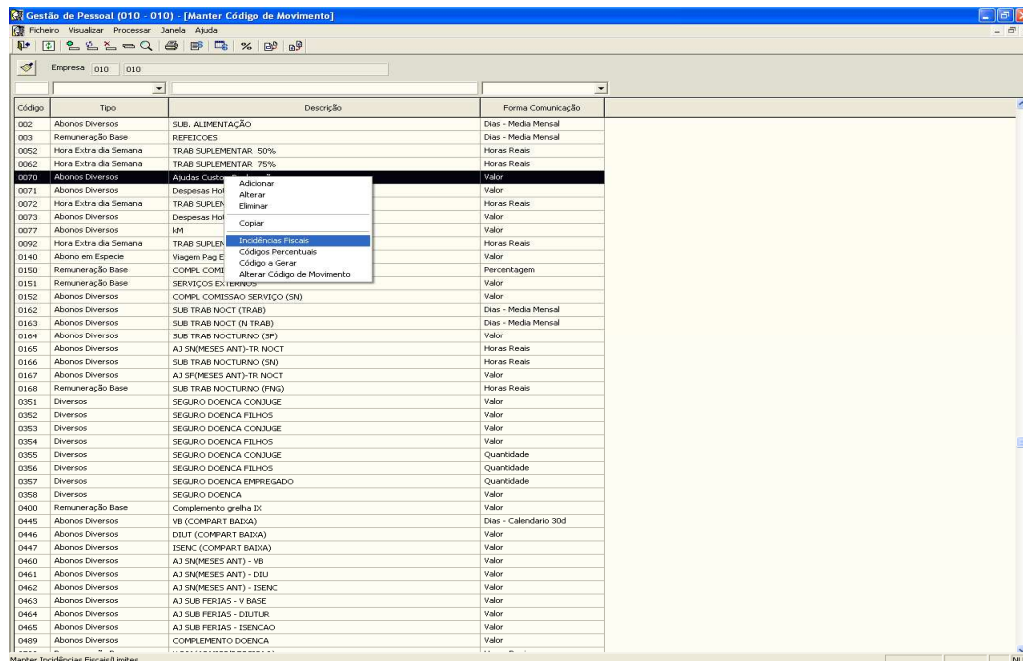 Gestão de Pessoal (010 - 010) - [Manter Código de Movimento]
Ficheiro Visualizar Processar Janela Ajuda
Empresa 010 010
Código Tipo Descrição Forma Comunicação
002 Abonos Diversos SUB. ALIMENTAÇÃO Dias - Media Mensal
003 Remuneração Base REFEICOES Dias - Media Mensal
0052 Hora Extra dia Semana TRAB SUPLEMENTAR 50% Horas Reais
0062 Hora Extra dia Semana TRAB SUPLEMENTAR 75% Horas Reais
0070 Abonos Diversos Ajudas Custo Valor
Adicionar
0071 Abonos Diversos Despesas Hot Valor
Alterar
0072 Hora Extra dia Semana TRAB SUPLEN Horas Reais
Eliminar
0073 Abonos Diversos Despesas Hot Valor
Copiar
0077 Abonos Diversos kM Valor
Incidências Fiscais
0092 Hora Extra dia Semana TRAB SUPLEN Horas Reais
Códigos Percentuais
0140 Abono em Especie Viagem Pag E Valor
Código a Gerar
0150 Remuneração Base COMPL COMI Percentagem
Alterar Código de Movimento
0151 Remuneração Base SERVIÇOS EXTERNOS Valor
0152 Abonos Diversos COMPL COMISSAO SERVIÇO (SN) Valor
0162 Abonos Diversos SUB TRAB NOCT (TRAB) Dias - Media Mensal
0163 Abonos Diversos SUB TRAB NOCT (N TRAB) Dias - Media Mensal
0164 Abonos Diversos SUB TRAB NOCTURNO (SF) Valor
0165 Abonos Diversos AJ SN(MESES ANT)-TR NOCT Horas Reais
0166 Abonos Diversos SUB TRAB NOCTURNO (SN) Horas Reais
0167 Abonos Diversos AJ SF(MESES ANT)-TR NOCT Valor
0168 Remuneração Base SUB TRAB NOCTURNO (FNG) Horas Reais
0351 Diversos SEGURO DOENCA CONJUGE Valor
0352 Diversos SEGURO DOENCA FILHOS Valor
0353 Diversos SEGURO DOENCA CONJUGE Valor
0354 Diversos SEGURO DOENCA FILHOS Valor
0355 Diversos SEGURO DOENCA CONJUGE Quantidade
0356 Diversos SEGURO DOENCA FILHOS Quantidade
0357 Diversos SEGURO DOENCA EMPREGADO Quantidade
0358 Diversos SEGURO DOENCA Valor
0400 Remuneração Base Complemento grelha IX Valor
0445 Abonos Diversos VB (COMPART BAIXA) Dias - Calendario 30d
0446 Abonos Diversos DIUT (COMPART BAIXA) Valor
0447 Abonos Diversos ISENC (COMPART BAIXA) Valor
0460 Abonos Diversos AJ SN(MESES ANT) - VB Valor
0461 Abonos Diversos AJ SN(MESES ANT) - DIU Valor
0462 Abonos Diversos AJ SN(MESES ANT) - ISENC Valor
0463 Abonos Diversos AJ SUB FERIAS - V BASE Valor
0464 Abonos Diversos AJ SUB FERIAS - DIUTUR Valor
0465 Abonos Diversos AJ SUB FERIAS - ISENCAO Valor
0489 Abonos Diversos COMPLEMENTO DOENCA Valor
Manter Incidências Fiscais/Limites